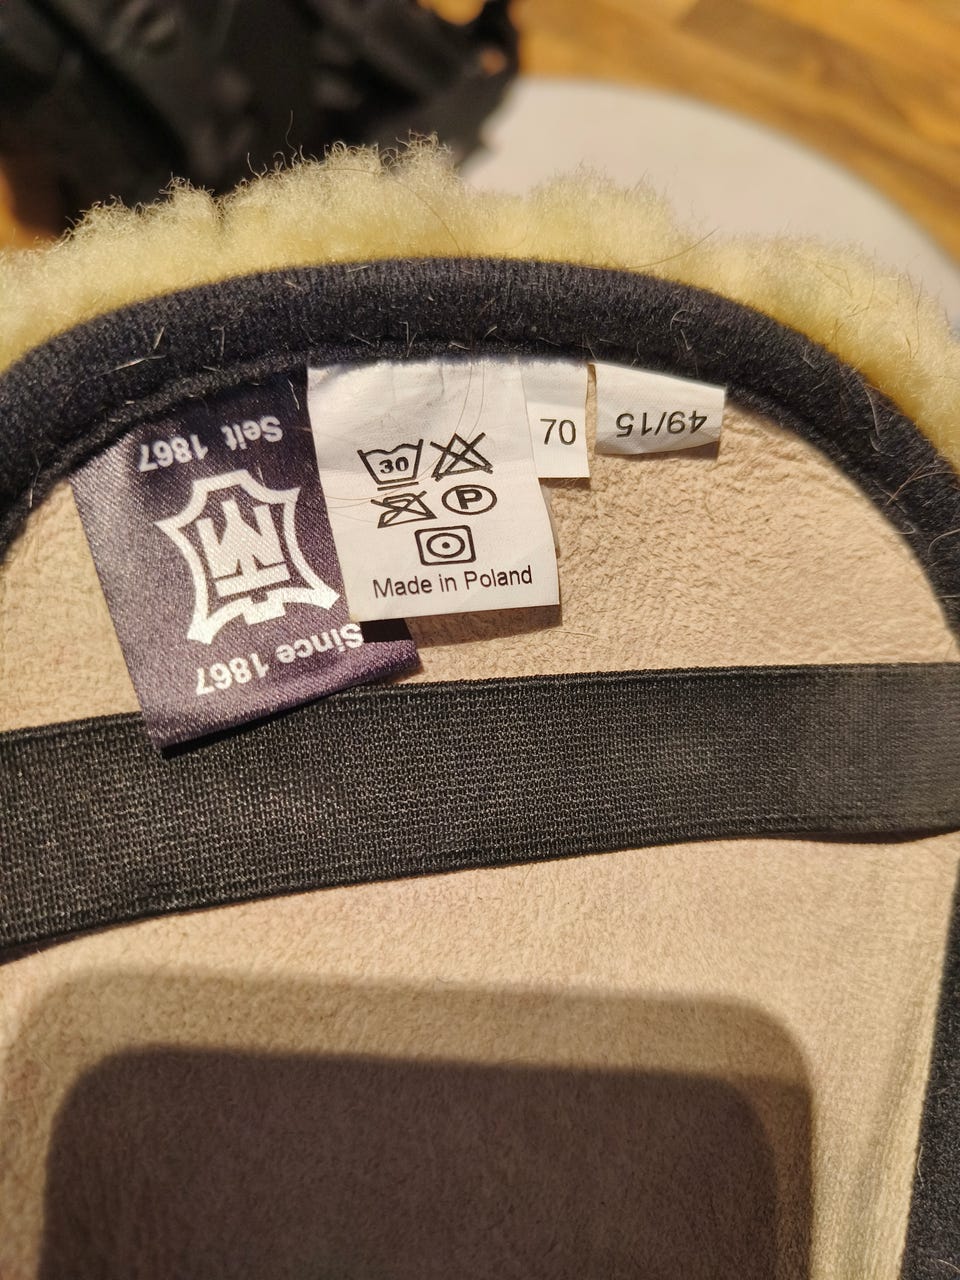 Seit 1867
Since 1867
30
P
Made in Poland
70
49/15